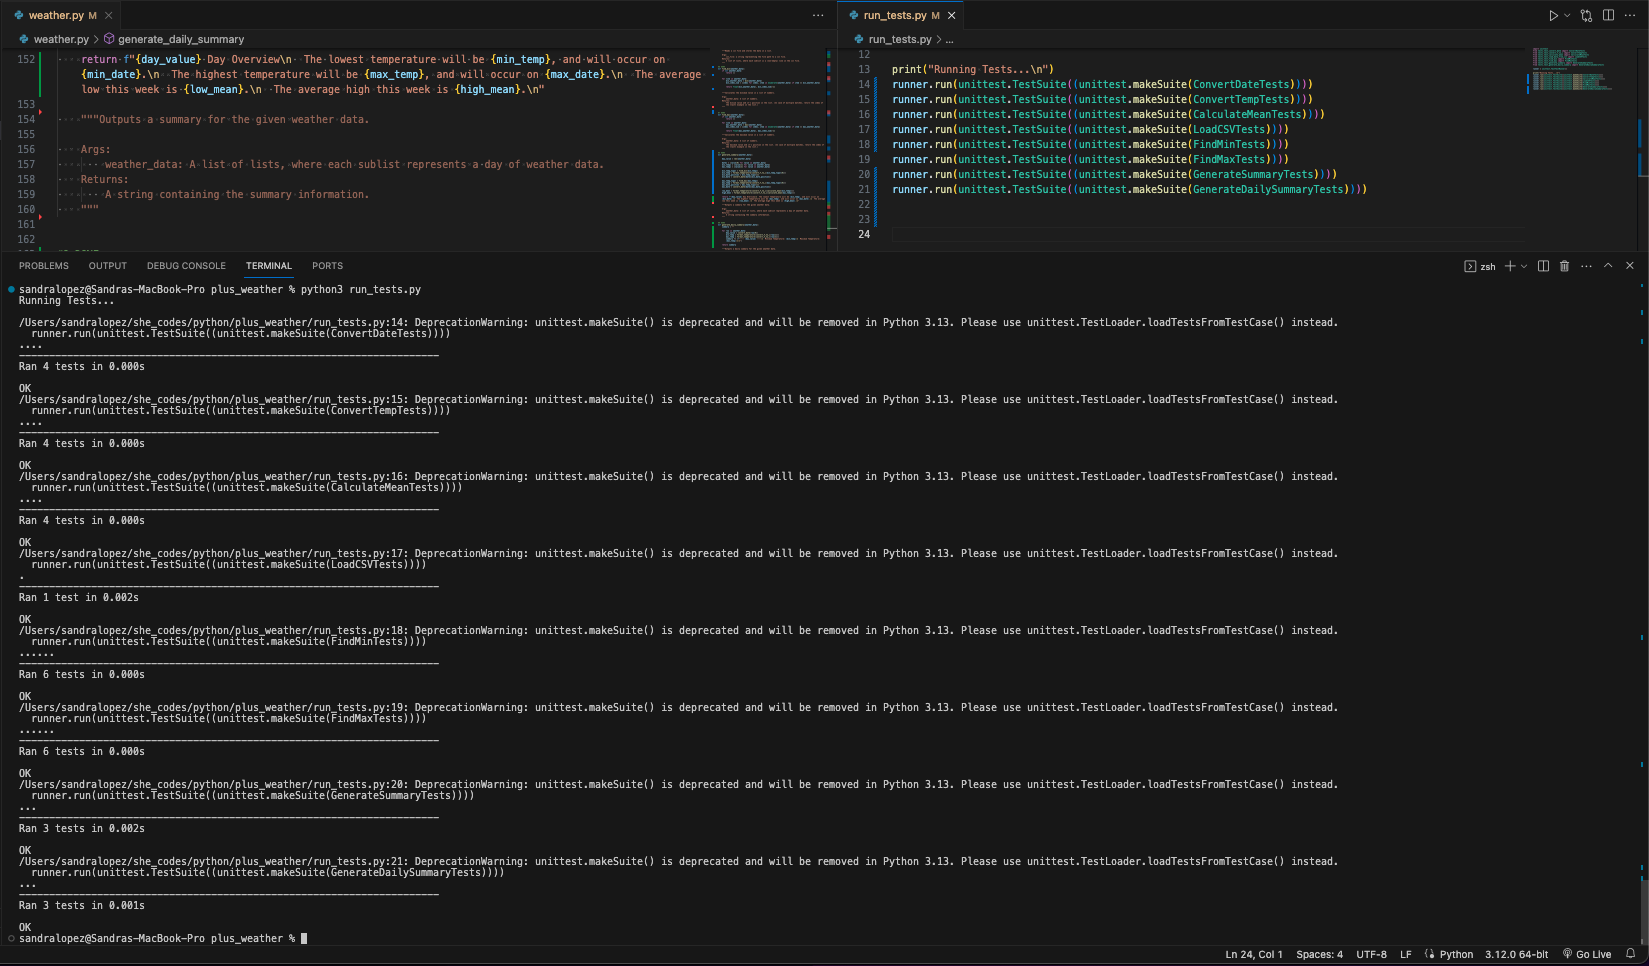 weather.py M
weather.py > generate_daily_summary
152 return f"{day_value} Day Overview\n  The lowest temperature will be {min_temp}, and will occur on
{min_date}.\n  The highest temperature will be {max_temp}, and will occur on {max_date}.\n  The average
low this week is {low_mean}.\n  The average high this week is {high_mean}.\n"
153
154 """Outputs a summary for the given weather data.
155
156 Args:
157 weather_data: A list of lists, where each sublist represents a day of weather data.
158 Returns:
159 A string containing the summary information.
160 """
161
162
run_tests.py M
run_tests.py > ...
12
13 print("Running Tests...\n")
14 runner.run(unittest.TestSuite((unittest.makeSuite(ConvertDateTests))))
15 runner.run(unittest.TestSuite((unittest.makeSuite(ConvertTempTests))))
16 runner.run(unittest.TestSuite((unittest.makeSuite(CalculateMeanTests))))
17 runner.run(unittest.TestSuite((unittest.makeSuite(LoadCSVTests))))
18 runner.run(unittest.TestSuite((unittest.makeSuite(FindMinTests))))
19 runner.run(unittest.TestSuite((unittest.makeSuite(FindMaxTests))))
20 runner.run(unittest.TestSuite((unittest.makeSuite(GenerateSummaryTests))))
21 runner.run(unittest.TestSuite((unittest.makeSuite(GenerateDailySummaryTests))))
22
23
24
PROBLEMS OUTPUT DEBUG CONSOLE TERMINAL PORTS zsh
sandralopez@Sandras-MacBook-Pro plus_weather % python3 run_tests.py
Running Tests...
/Users/sandralopez/she_codes/python/plus_weather/run_tests.py:14: DeprecationWarning: unittest.makeSuite() is deprecated and will be removed in Python 3.13. Please use unittest.TestLoader.loadTestsFromTestCase() instead.
runner.run(unittest.TestSuite((unittest.makeSuite(ConvertDateTests))))
....
----------------------------------------------------------------------
Ran 4 tests in 0.000s
OK
/Users/sandralopez/she_codes/python/plus_weather/run_tests.py:15: DeprecationWarning: unittest.makeSuite() is deprecated and will be removed in Python 3.13. Please use unittest.TestLoader.loadTestsFromTestCase() instead.
runner.run(unittest.TestSuite((unittest.makeSuite(ConvertTempTests))))
....
----------------------------------------------------------------------
Ran 4 tests in 0.000s
OK
/Users/sandralopez/she_codes/python/plus_weather/run_tests.py:16: DeprecationWarning: unittest.makeSuite() is deprecated and will be removed in Python 3.13. Please use unittest.TestLoader.loadTestsFromTestCase() instead.
runner.run(unittest.TestSuite((unittest.makeSuite(CalculateMeanTests))))
....
----------------------------------------------------------------------
Ran 4 tests in 0.000s
OK
/Users/sandralopez/she_codes/python/plus_weather/run_tests.py:17: DeprecationWarning: unittest.makeSuite() is deprecated and will be removed in Python 3.13. Please use unittest.TestLoader.loadTestsFromTestCase() instead.
runner.run(unittest.TestSuite((unittest.makeSuite(LoadCSVTests))))
.
----------------------------------------------------------------------
Ran 1 test in 0.002s
OK
/Users/sandralopez/she_codes/python/plus_weather/run_tests.py:18: DeprecationWarning: unittest.makeSuite() is deprecated and will be removed in Python 3.13. Please use unittest.TestLoader.loadTestsFromTestCase() instead.
runner.run(unittest.TestSuite((unittest.makeSuite(FindMinTests))))
......
----------------------------------------------------------------------
Ran 6 tests in 0.000s
OK
/Users/sandralopez/she_codes/python/plus_weather/run_tests.py:19: DeprecationWarning: unittest.makeSuite() is deprecated and will be removed in Python 3.13. Please use unittest.TestLoader.loadTestsFromTestCase() instead.
runner.run(unittest.TestSuite((unittest.makeSuite(FindMaxTests))))
......
----------------------------------------------------------------------
Ran 6 tests in 0.000s
OK
/Users/sandralopez/she_codes/python/plus_weather/run_tests.py:20: DeprecationWarning: unittest.makeSuite() is deprecated and will be removed in Python 3.13. Please use unittest.TestLoader.loadTestsFromTestCase() instead.
runner.run(unittest.TestSuite((unittest.makeSuite(GenerateSummaryTests))))
...
----------------------------------------------------------------------
Ran 3 tests in 0.002s
OK
/Users/sandralopez/she_codes/python/plus_weather/run_tests.py:21: DeprecationWarning: unittest.makeSuite() is deprecated and will be removed in Python 3.13. Please use unittest.TestLoader.loadTestsFromTestCase() instead.
runner.run(unittest.TestSuite((unittest.makeSuite(GenerateDailySummaryTests))))
...
----------------------------------------------------------------------
Ran 3 tests in 0.001s
OK
sandralopez@Sandras-MacBook-Pro plus_weather %
Ln 24, Col 1 Spaces: 4 UTF-8 LF Python 3.12.0 64-bit Go Live